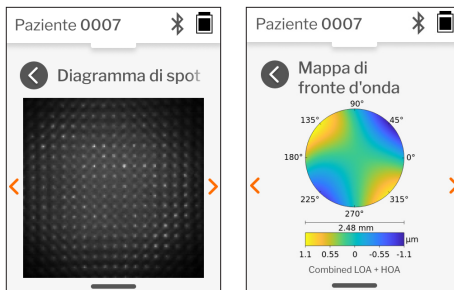 Paziente 0007
Diagramma di spot
Paziente 0007
Mappa di
fronte d'onda
90°
135°
45°
180°
0°
225°
315°
270°
2.48 mm
µm
1.1 0.55 0 -0.55 -1.1
Combined LOA + HOA